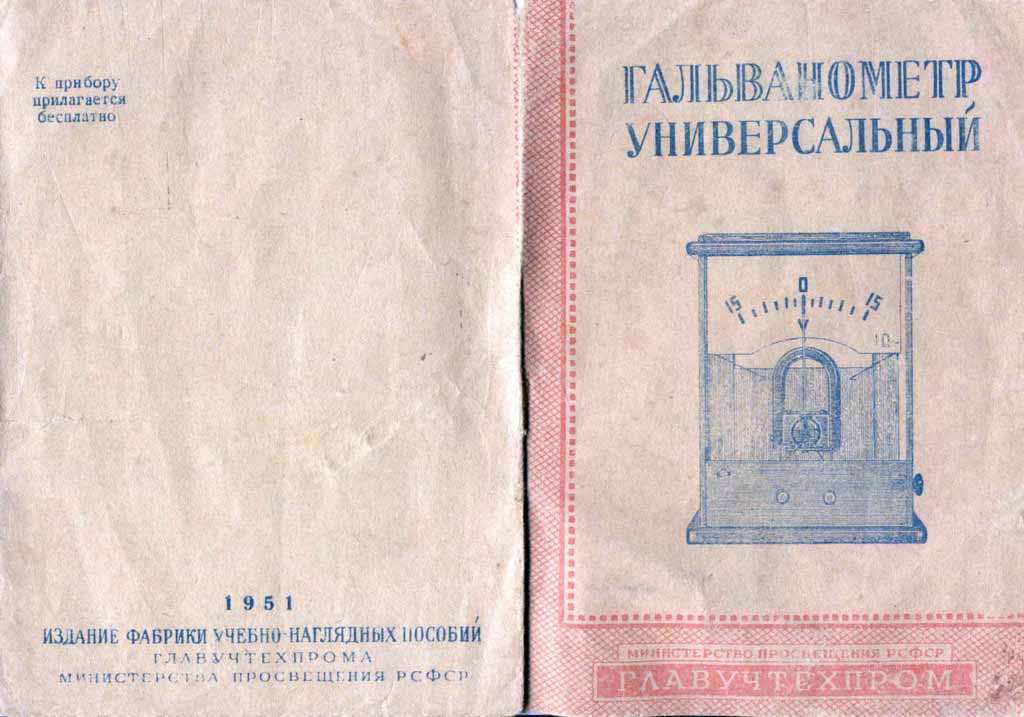 К прибору
прилагается
бесплатно
1951
ИЗДАНИЕ ФАБРИКИ УЧЕБНО-НАГЛЯДНЫХ ПОСОБИЙ
ГЛАВУЧТЕХПРОМА
МИНИСТЕРСТВА ПРОСВЕЩЕНИЯ РСФСР
ГАЛЬВАНОМЕТР
УНИВЕРСАЛЬНЫЙ
15 0 15
МИНИСТЕРСТВО ПРОСВЕЩЕНИЯ РСФСР
ГЛАВУЧТЕХПРОМ